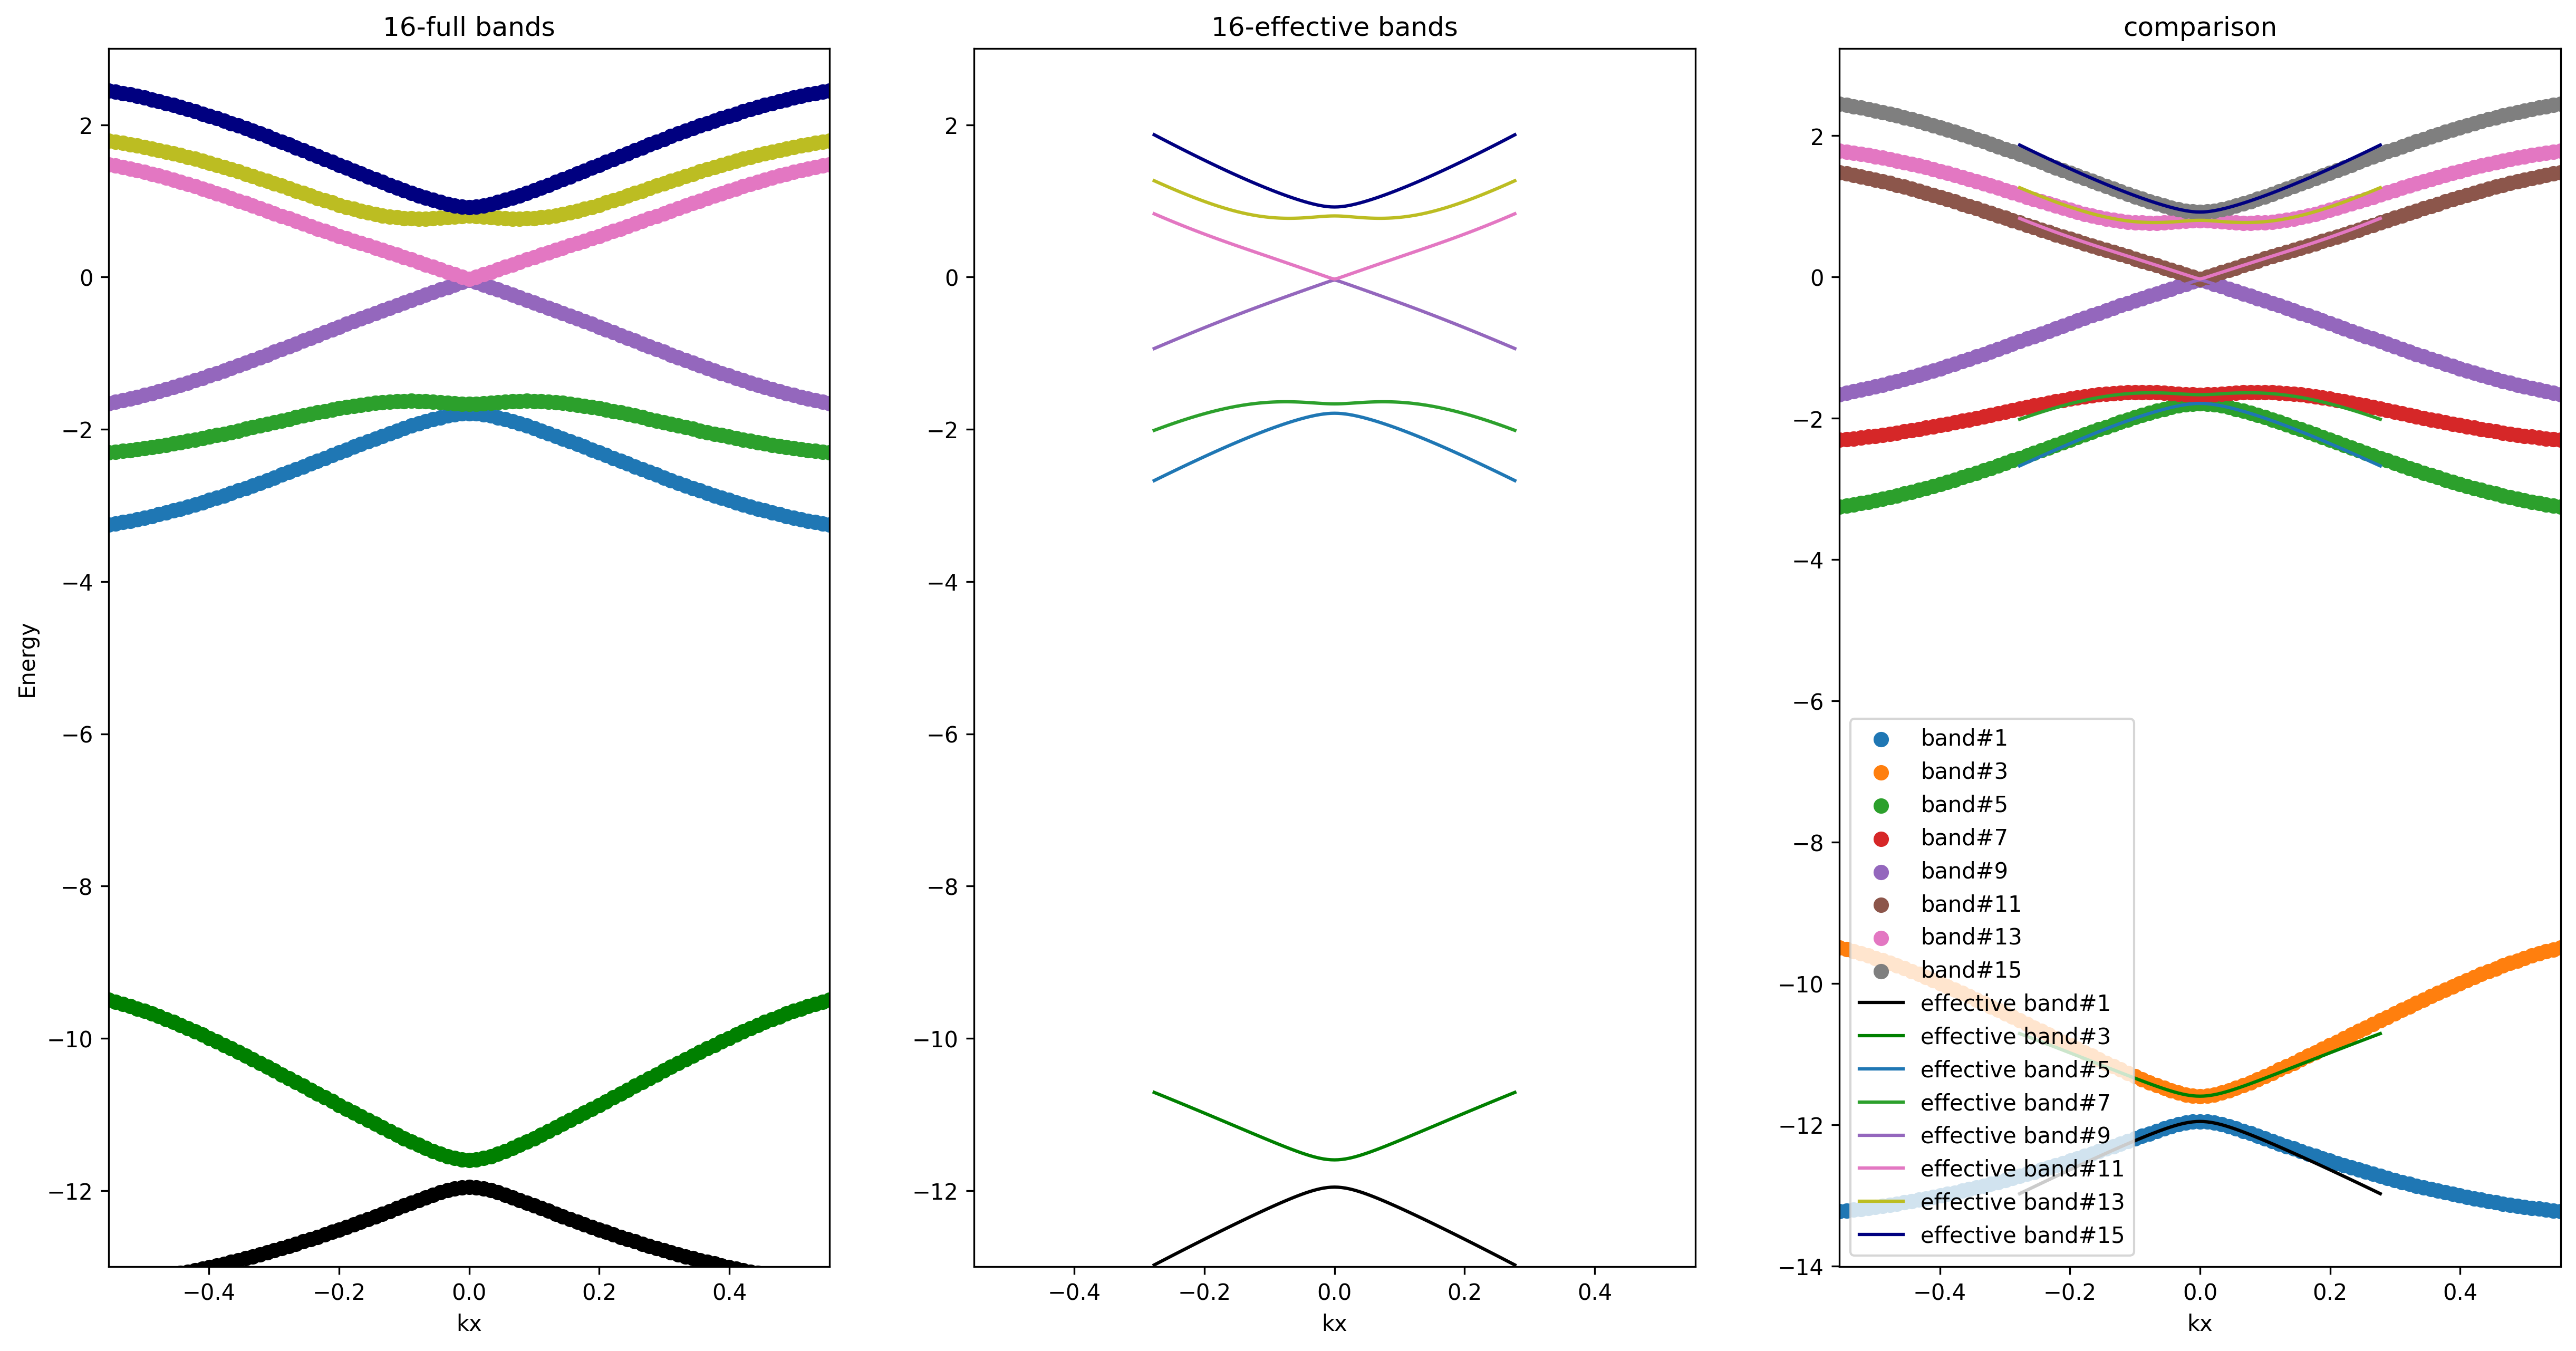 16-full bands
16-effective bands
comparison
Energy
2
0
−2
−4
−6
−8
−10
−12
−0.4
−0.2
0.0
0.2
0.4
kx
2
0
−2
−4
−6
−8
−10
−12
−0.4
−0.2
0.0
0.2
0.4
kx
2
0
−2
−4
−6
−8
−10
−12
−14
−0.4
−0.2
0.0
0.2
0.4
kx
band#1
band#3
band#5
band#7
band#9
band#11
band#13
band#15
effective band#1
effective band#3
effective band#5
effective band#7
effective band#9
effective band#11
effective band#13
effective band#15